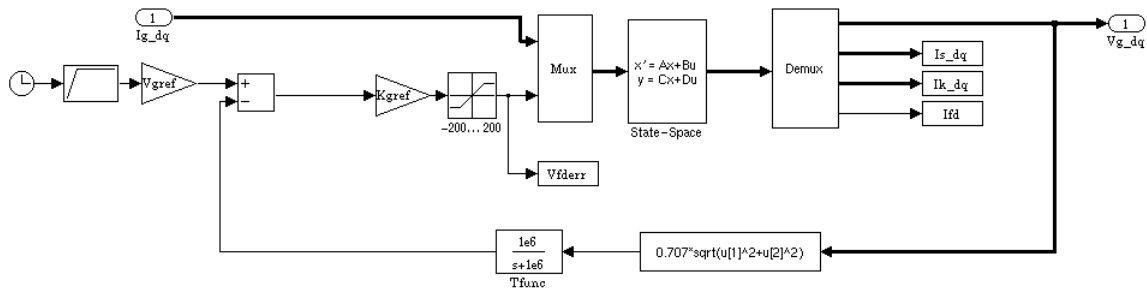 1
Ig_dq
Vgref
+
−
Kgref
−200... 200
Mux
x' = Ax+Bu
y = Cx+Du
State−Space
Demux
1
Vg_dq
Is_dq
Ik_dq
Ifd
Vfderr
1e6
s+1e6
Tfunc
0.707*sqrt(u[1]^2+u[2]^2)